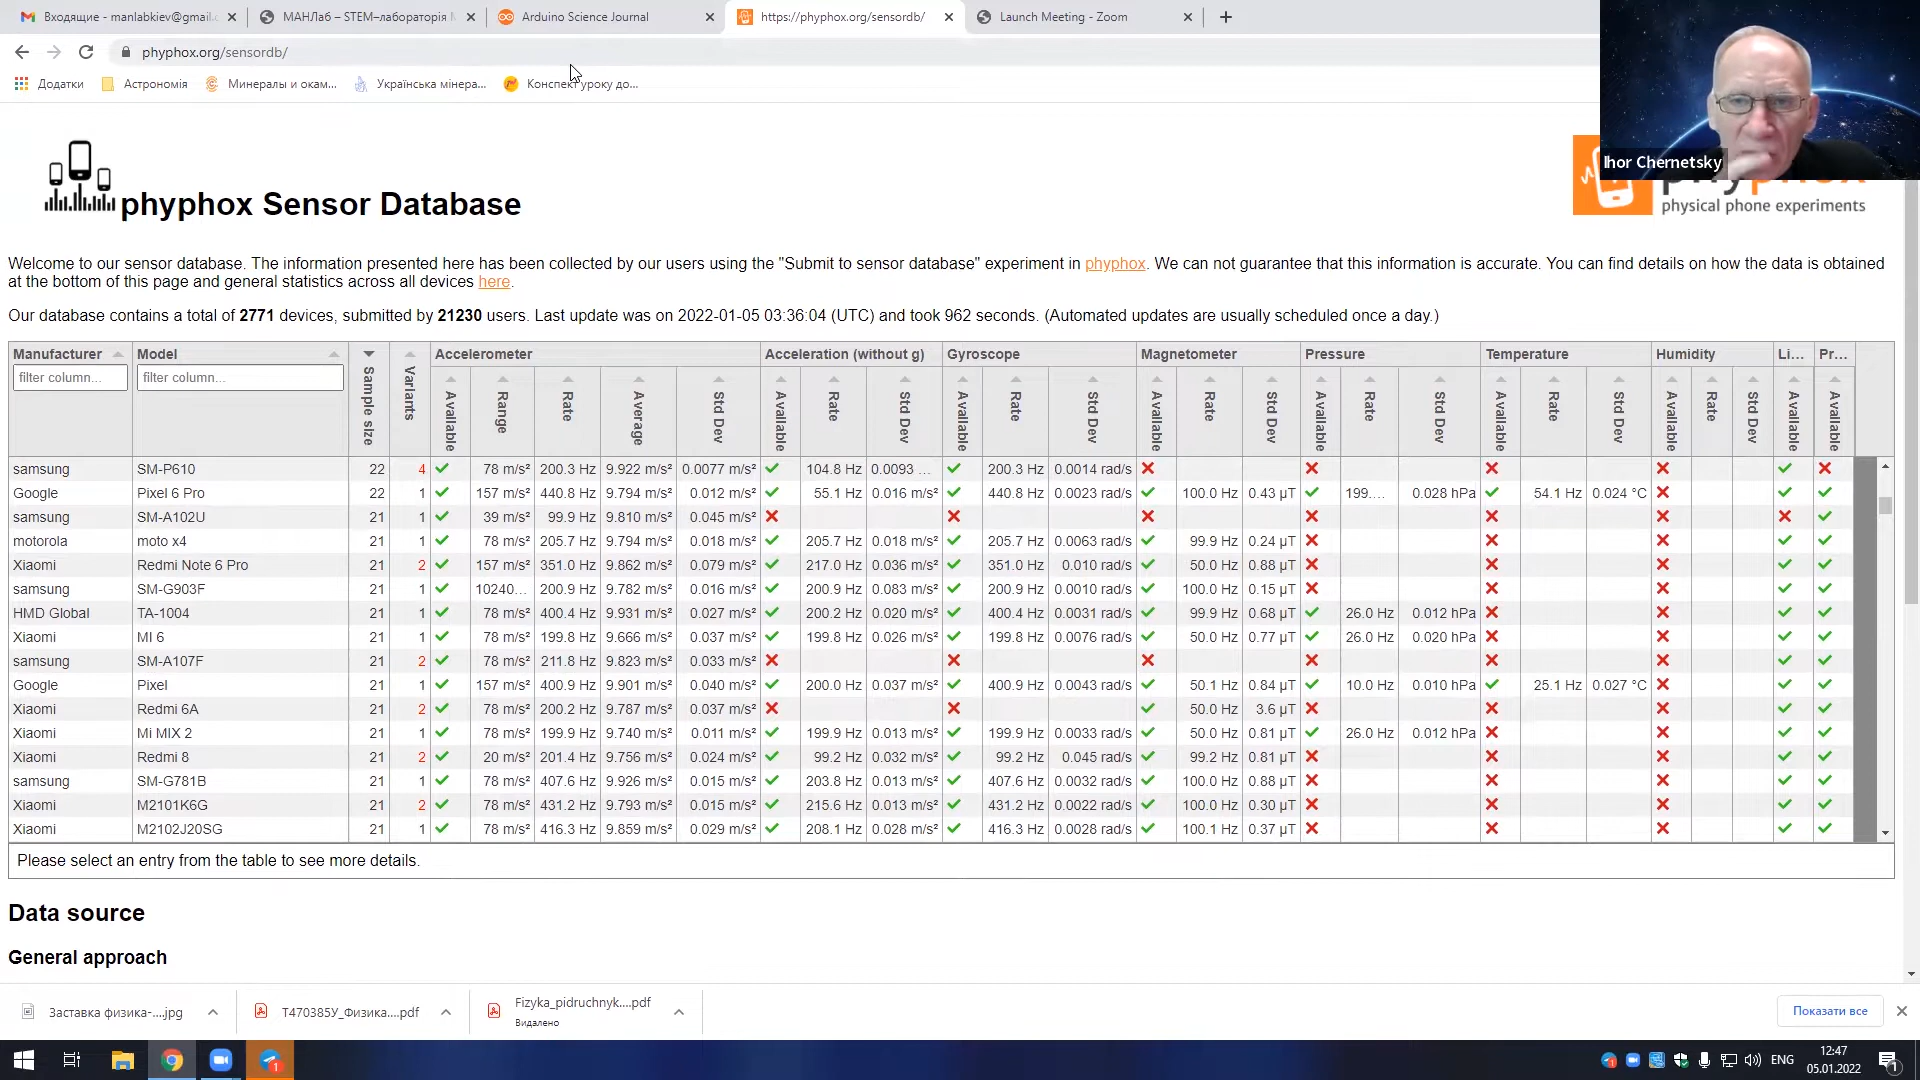 Входящие - manlabkiev@gmail.c
МАНЛаб – STEM–лабораторія М
Arduino Science Journal
https://phyphox.org/sensordb/
Launch Meeting - Zoom
phyphox.org/sensordb/
Додатки
Астрономія
Минералы и окам...
Українська мінера...
Конспект уроку до...
Ihor Chernetsky
phyphox Sensor Database
physical phone experiments
Welcome to our sensor database. The information presented here has been collected by our users using the "Submit to sensor database" experiment in phyphox. We can not guarantee that this information is accurate. You can find details on how the data is obtained
at the bottom of this page and general statistics across all devices here.
Our database contains a total of 2771 devices, submitted by 21230 users. Last update was on 2022-01-05 03:36:04 (UTC) and took 962 seconds. (Automated updates are usually scheduled once a day.)
Manufacturer Model Sample size Variants Accelerometer Acceleration (without g) Gyroscope Magnetometer Pressure Temperature Humidity Li... Pr...
filter column... filter column...
Available Range Rate Average Std Dev Available Rate Std Dev Available Rate Std Dev Available Rate Std Dev Available Rate Std Dev Available Rate Std Dev Available Rate Std Dev Available Available
samsung SM-P610 22 4 78 m/s² 200.3 Hz 9.922 m/s² 0.0077 m/s² 104.8 Hz 0.0093 ... 200.3 Hz 0.0014 rad/s
Google Pixel 6 Pro 22 1 157 m/s² 440.8 Hz 9.794 m/s² 0.012 m/s² 55.1 Hz 0.016 m/s² 440.8 Hz 0.0023 rad/s 100.0 Hz 0.43 µT 199.... 0.028 hPa 54.1 Hz 0.024 °C
samsung SM-A102U 21 1 39 m/s² 99.9 Hz 9.810 m/s² 0.045 m/s²
motorola moto x4 21 1 78 m/s² 205.7 Hz 9.794 m/s² 0.018 m/s² 205.7 Hz 0.018 m/s² 205.7 Hz 0.0063 rad/s 99.9 Hz 0.24 µT
Xiaomi Redmi Note 6 Pro 21 2 157 m/s² 351.0 Hz 9.862 m/s² 0.079 m/s² 217.0 Hz 0.036 m/s² 351.0 Hz 0.010 rad/s 50.0 Hz 0.88 µT
samsung SM-G903F 21 1 10240... 200.9 Hz 9.782 m/s² 0.016 m/s² 200.9 Hz 0.083 m/s² 200.9 Hz 0.0010 rad/s 100.0 Hz 0.15 µT
HMD Global TA-1004 21 1 78 m/s² 400.4 Hz 9.931 m/s² 0.027 m/s² 200.2 Hz 0.020 m/s² 400.4 Hz 0.0031 rad/s 99.9 Hz 0.68 µT 26.0 Hz 0.012 hPa
Xiaomi MI 6 21 1 78 m/s² 199.8 Hz 9.666 m/s² 0.037 m/s² 199.8 Hz 0.026 m/s² 199.8 Hz 0.0076 rad/s 50.0 Hz 0.77 µT 26.0 Hz 0.020 hPa
samsung SM-A107F 21 2 78 m/s² 211.8 Hz 9.823 m/s² 0.033 m/s²
Google Pixel 21 1 157 m/s² 400.9 Hz 9.901 m/s² 0.040 m/s² 200.0 Hz 0.037 m/s² 400.9 Hz 0.0043 rad/s 50.1 Hz 0.84 µT 10.0 Hz 0.010 hPa 25.1 Hz 0.027 °C
Xiaomi Redmi 6A 21 2 78 m/s² 200.2 Hz 9.787 m/s² 0.037 m/s² 50.0 Hz 3.6 µT
Xiaomi Mi MIX 2 21 1 78 m/s² 199.9 Hz 9.740 m/s² 0.011 m/s² 199.9 Hz 0.013 m/s² 199.9 Hz 0.0033 rad/s 50.0 Hz 0.81 µT 26.0 Hz 0.012 hPa
Xiaomi Redmi 8 21 2 20 m/s² 201.4 Hz 9.756 m/s² 0.024 m/s² 99.2 Hz 0.032 m/s² 99.2 Hz 0.045 rad/s 99.2 Hz 0.81 µT
samsung SM-G781B 21 1 78 m/s² 407.6 Hz 9.926 m/s² 0.015 m/s² 203.8 Hz 0.013 m/s² 407.6 Hz 0.0032 rad/s 100.0 Hz 0.88 µT
Xiaomi M2101K6G 21 2 78 m/s² 431.2 Hz 9.793 m/s² 0.015 m/s² 215.6 Hz 0.013 m/s² 431.2 Hz 0.0022 rad/s 100.0 Hz 0.30 µT
Xiaomi M2102J20SG 21 1 78 m/s² 416.3 Hz 9.859 m/s² 0.029 m/s² 208.1 Hz 0.028 m/s² 416.3 Hz 0.0028 rad/s 100.1 Hz 0.37 µT
Please select an entry from the table to see more details.
Data source
General approach
Заставка физика-....jpg
Т470385У_Физика....pdf
Fizyka_pidruchnyk....pdf
Видалено
Показати все
1
ENG
12:47
05.01.2022
1